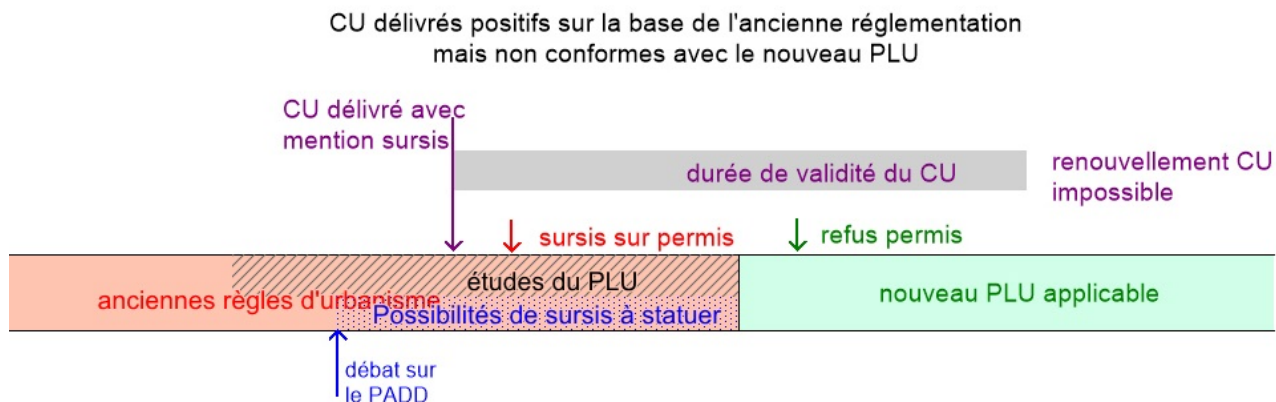 CU délivrés positifs sur la base de l'ancienne réglementation
mais non conformes avec le nouveau PLU
CU délivré avec
mention sursis
durée de validité du CU
renouvellement CU
impossible
sursis sur permis
refus permis
études du PLU
anciennes règles d'urbanisme
Possibilités de sursis à statuer
nouveau PLU applicable
débat sur
le PADD